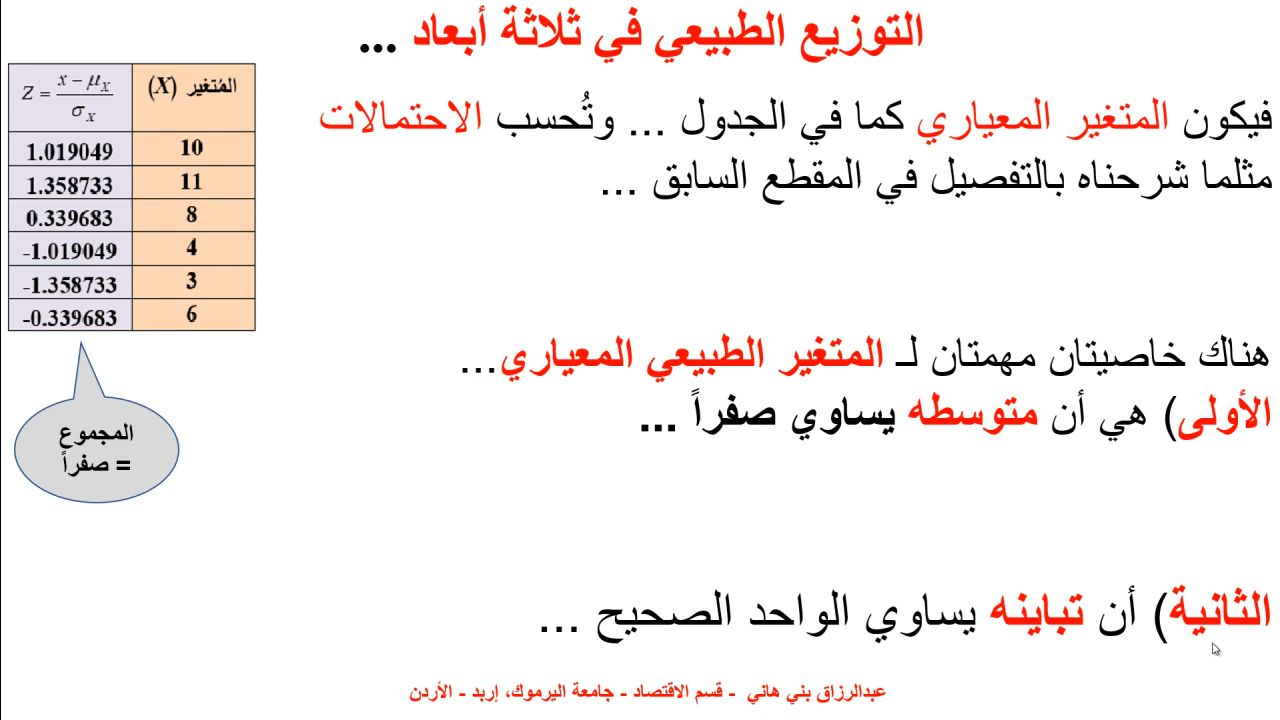 التوزيع الطبيعي في ثلاثة أبعاد ...
فيكون المتغير المعياري كما في الجدول ... وتُحسب الاحتمالات
مثلما شرحناه بالتفصيل في المقطع السابق ...
المُتغير (X) Z = (x − μX) / σX
10 1.019049
11 1.358733
8 0.339683
4 -1.019049
3 -1.358733
6 -0.339683
المجموع
= صفراً
هناك خاصيتان مهمتان لـ المتغير الطبيعي المعياري...
الأولى) هي أن متوسطه يساوي صفراً ...
الثانية) أن تباينه يساوي الواحد الصحيح ...
عبدالرزاق بني هاني - قسم الاقتصاد - جامعة اليرموك، إربد - الأردن